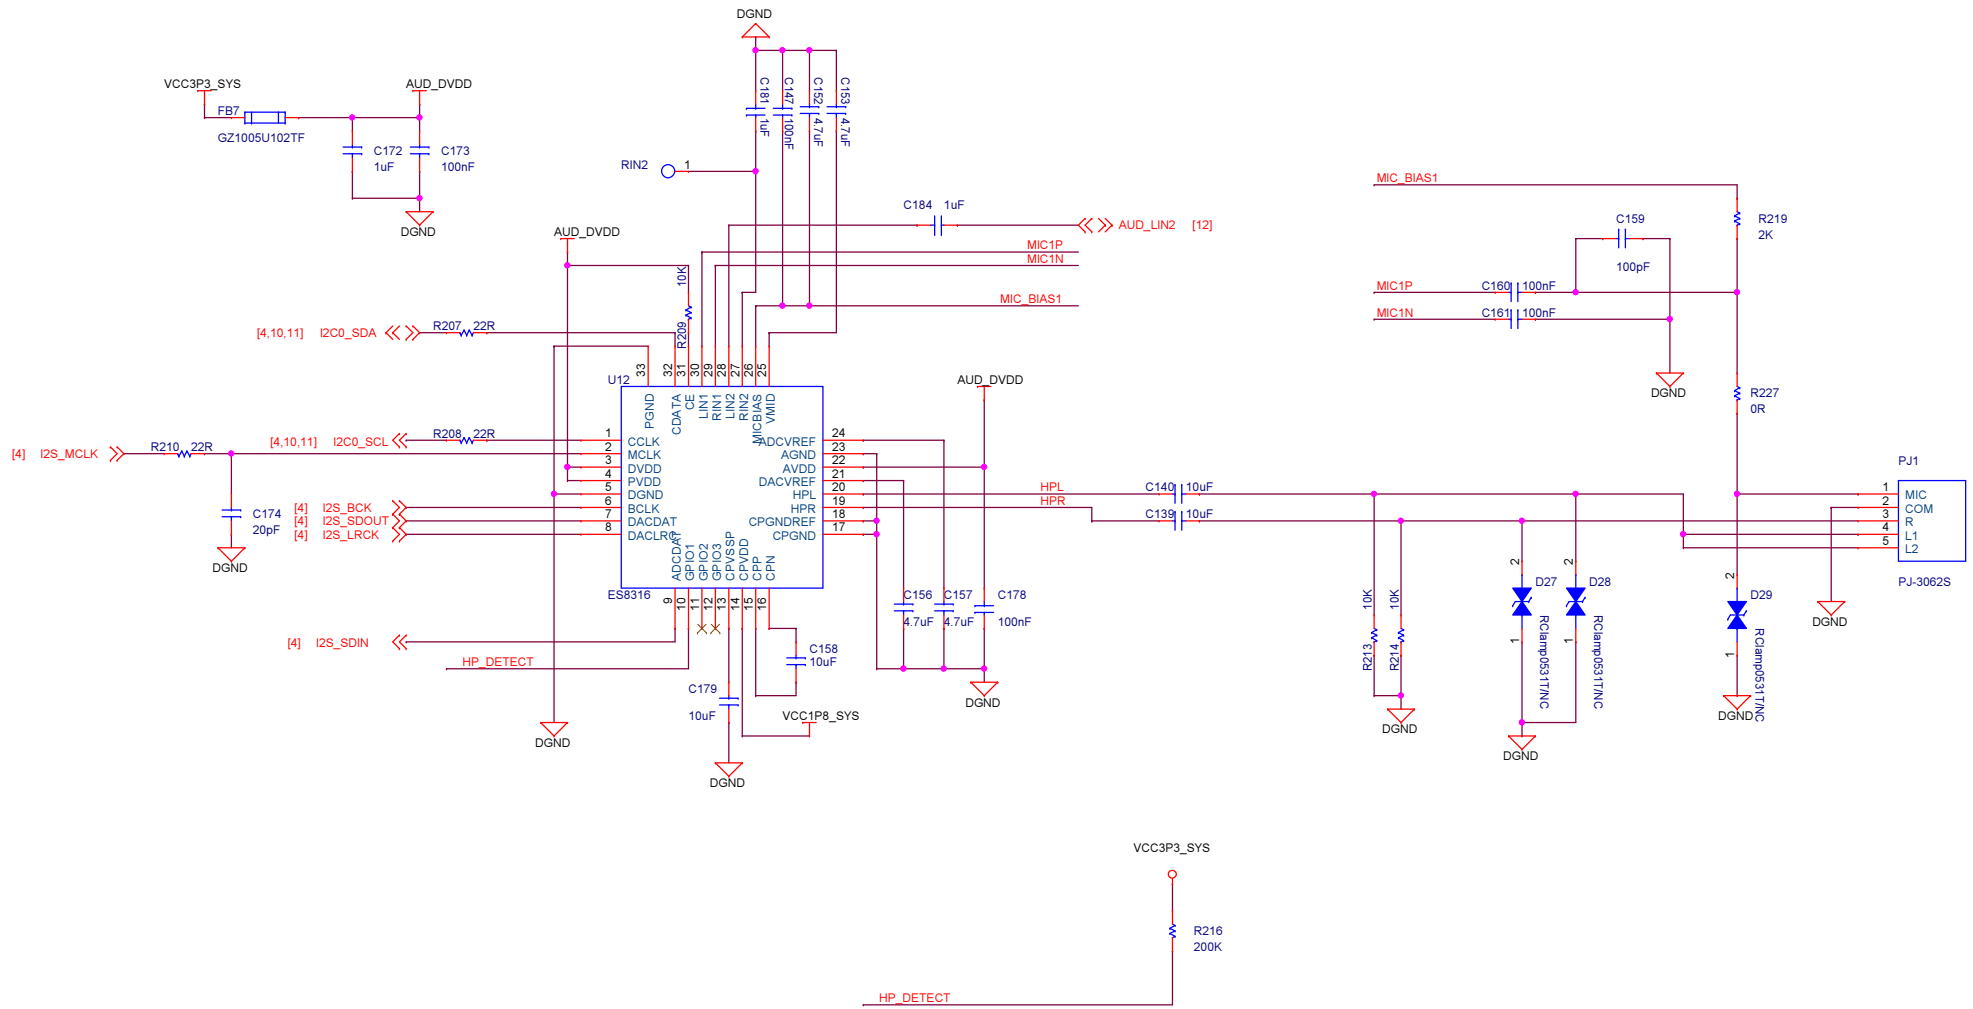 DGND
VCC3P3_SYS
AUD_DVDD
FB7
GZ1005U102TF
C172
1uF
C173
100nF
DGND
C181
1uF
C147
100nF
C152
4.7uF
C153
4.7uF
RIN2
1
C184 1uF
AUD_LIN2 [12]
MIC1P
MIC1N
MIC_BIAS1
AUD_DVDD
10K
R209
[4,10,11] I2C0_SDA
R207 22R
33
32
31
30
29
28
27
26
25
U12
PGND
CDATA
CE
LIN1
RIN1
LIN2
RIN2
MICBIAS
VMID
[4,10,11] I2C0_SCL
R208 22R
[4] I2S_MCLK
R210 22R
C174
20pF
DGND
[4] I2S_BCK
[4] I2S_SDOUT
[4] I2S_LRCK
1 CCLK
2 MCLK
3 DVDD
4 PVDD
5 DGND
6 BCLK
7 DACDAT
8 DACLRC
ADCVREF 24
AGND 23
AVDD 22
DACVREF 21
HPL 20
HPR 19
CPGNDREF 18
CPGND 17
ADCDAT
GPIO1
GPIO2
GPIO3
CPVSSP
CPVDD
CPP
CPN
ES8316
9
10
11
12
13
14
15
16
[4] I2S_SDIN
HP_DETECT
DGND
C179
10uF
DGND
C158
10uF
VCC1P8_SYS
AUD_DVDD
C156
4.7uF
C157
4.7uF
C178
100nF
DGND
HPL
HPR
C140 10uF
C139 10uF
MIC_BIAS1
R219
2K
C159
100pF
MIC1P
C160 100nF
MIC1N
C161 100nF
DGND
R227
0R
10K
R213
10K
R214
DGND
2
D27
1
RClamp0531T/NC
2
D28
1
RClamp0531T/NC
DGND
2
D29
1
RClamp0531T/NC
DGND
PJ1
1 MIC
2 COM
3 R
4 L1
5 L2
PJ-3062S
DGND
VCC3P3_SYS
R216
200K
HP_DETECT